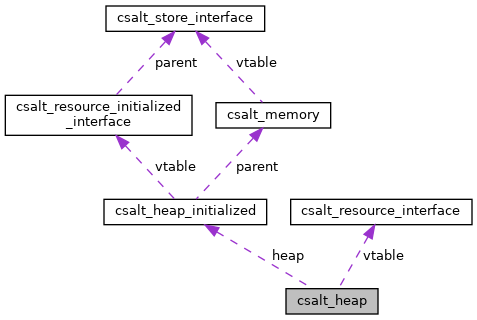 csalt_store_interface
parent
vtable
csalt_resource_initialized
_interface
csalt_memory
vtable
parent
csalt_heap_initialized
csalt_resource_interface
heap
vtable
csalt_heap